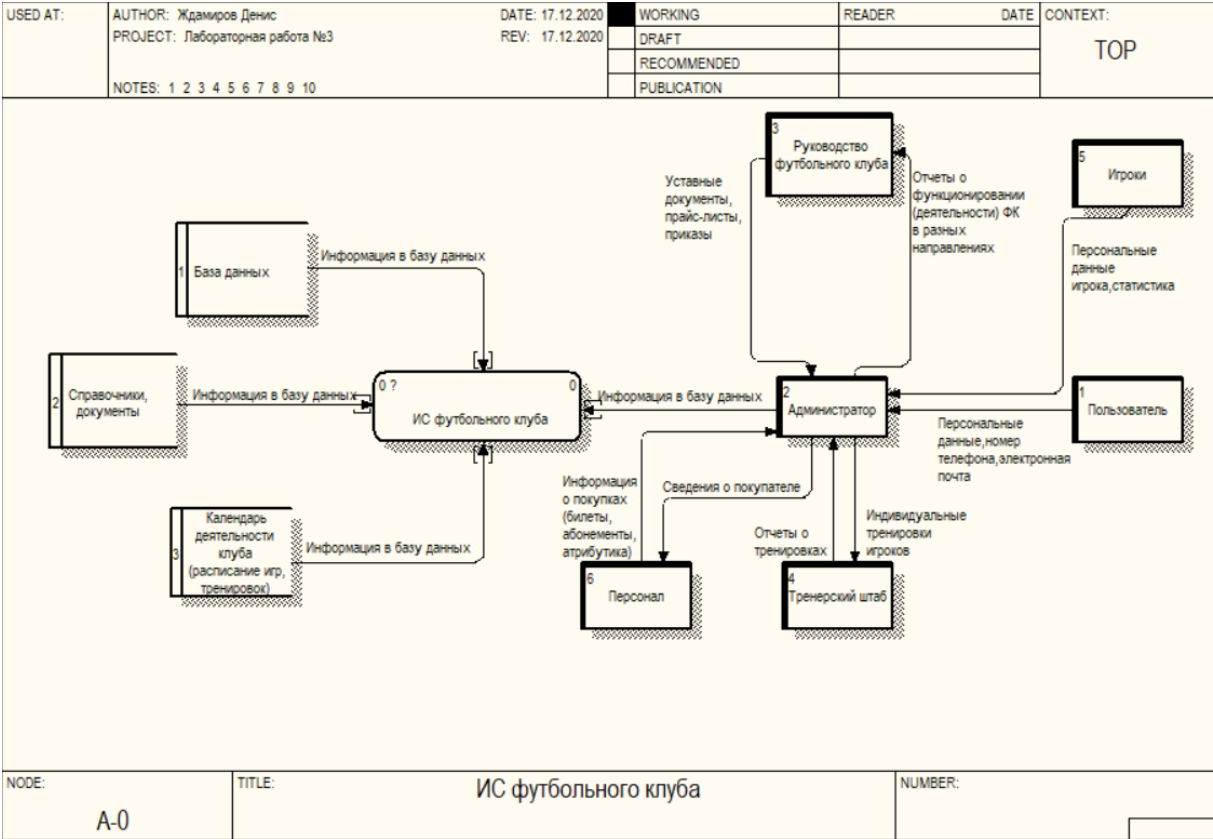 USED AT:
AUTHOR: Ждамиров Денис
DATE: 17.12.2020
PROJECT: Лабораторная работа №3
REV: 17.12.2020
NOTES: 1 2 3 4 5 6 7 8 9 10
WORKING
DRAFT
RECOMMENDED
PUBLICATION
READER
DATE
CONTEXT:
TOP
3
Руководство
футбольного клуба
5
Игроки
Уставные
документы,
прайс-листы,
приказы
Отчеты о
функционировании
(деятельности) ФК
в разных
направлениях
Персональные
данные
игрока,статистика
1
База данных
Информация в базу данных
2
Справочники,
документы
Информация в базу данных
0 ?
0
ИС футбольного клуба
Информация в базу данных
2
Администратор
1
Пользователь
Персональные
данные,номер
телефона,электронная
почта
3
Календарь
деятельности
клуба
(расписание игр,
тренировок)
Информация в базу данных
Информация
о покупках
(билеты,
абонементы,
атрибутика)
Сведения о покупателе
Отчеты о
тренировках
Индивидуальные
тренировки
игроков
6
Персонал
4
Тренерский штаб
NODE:
A-0
TITLE:
ИС футбольного клуба
NUMBER: